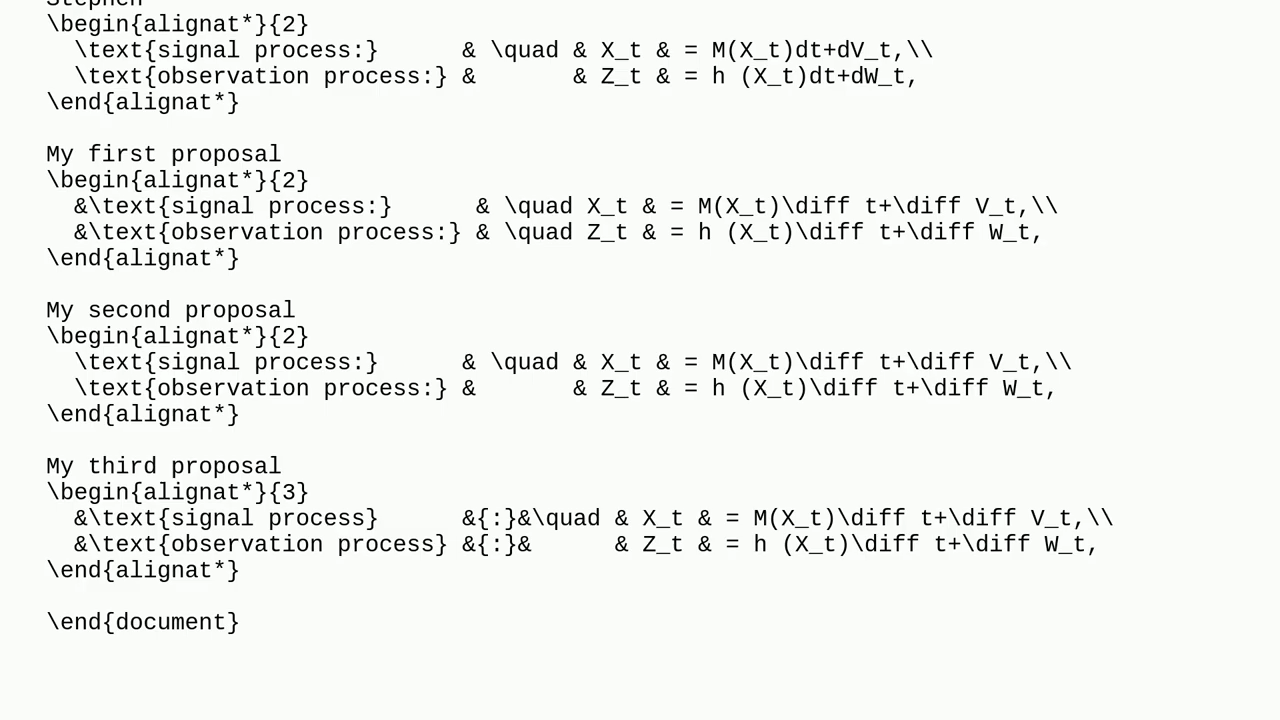 Stephen
\begin{alignat*}{2}
  \text{signal process:}      & \quad & X_t & = M(X_t)dt+dV_t,\\
  \text{observation process:} &       & Z_t & = h (X_t)dt+dW_t,
\end{alignat*}

My first proposal
\begin{alignat*}{2}
  &\text{signal process:}      & \quad X_t & = M(X_t)\diff t+\diff V_t,\\
  &\text{observation process:} & \quad Z_t & = h (X_t)\diff t+\diff W_t,
\end{alignat*}

My second proposal
\begin{alignat*}{2}
  \text{signal process:}      & \quad & X_t & = M(X_t)\diff t+\diff V_t,\\
  \text{observation process:} &       & Z_t & = h (X_t)\diff t+\diff W_t,
\end{alignat*}

My third proposal
\begin{alignat*}{3}
  &\text{signal process}      &{:}&\quad & X_t & = M(X_t)\diff t+\diff V_t,\\
  &\text{observation process} &{:}&      & Z_t & = h (X_t)\diff t+\diff W_t,
\end{alignat*}

\end{document}